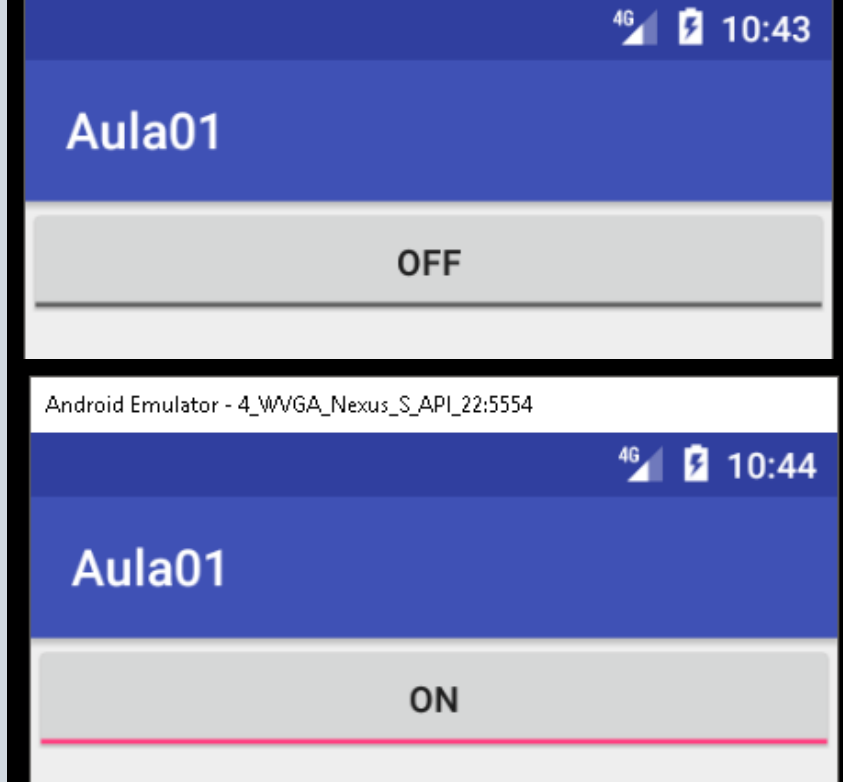 4G 10:43
Aula01
OFF
Android Emulator - 4_WVGA_Nexus_S_API_22:5554
4G 10:44
Aula01
ON